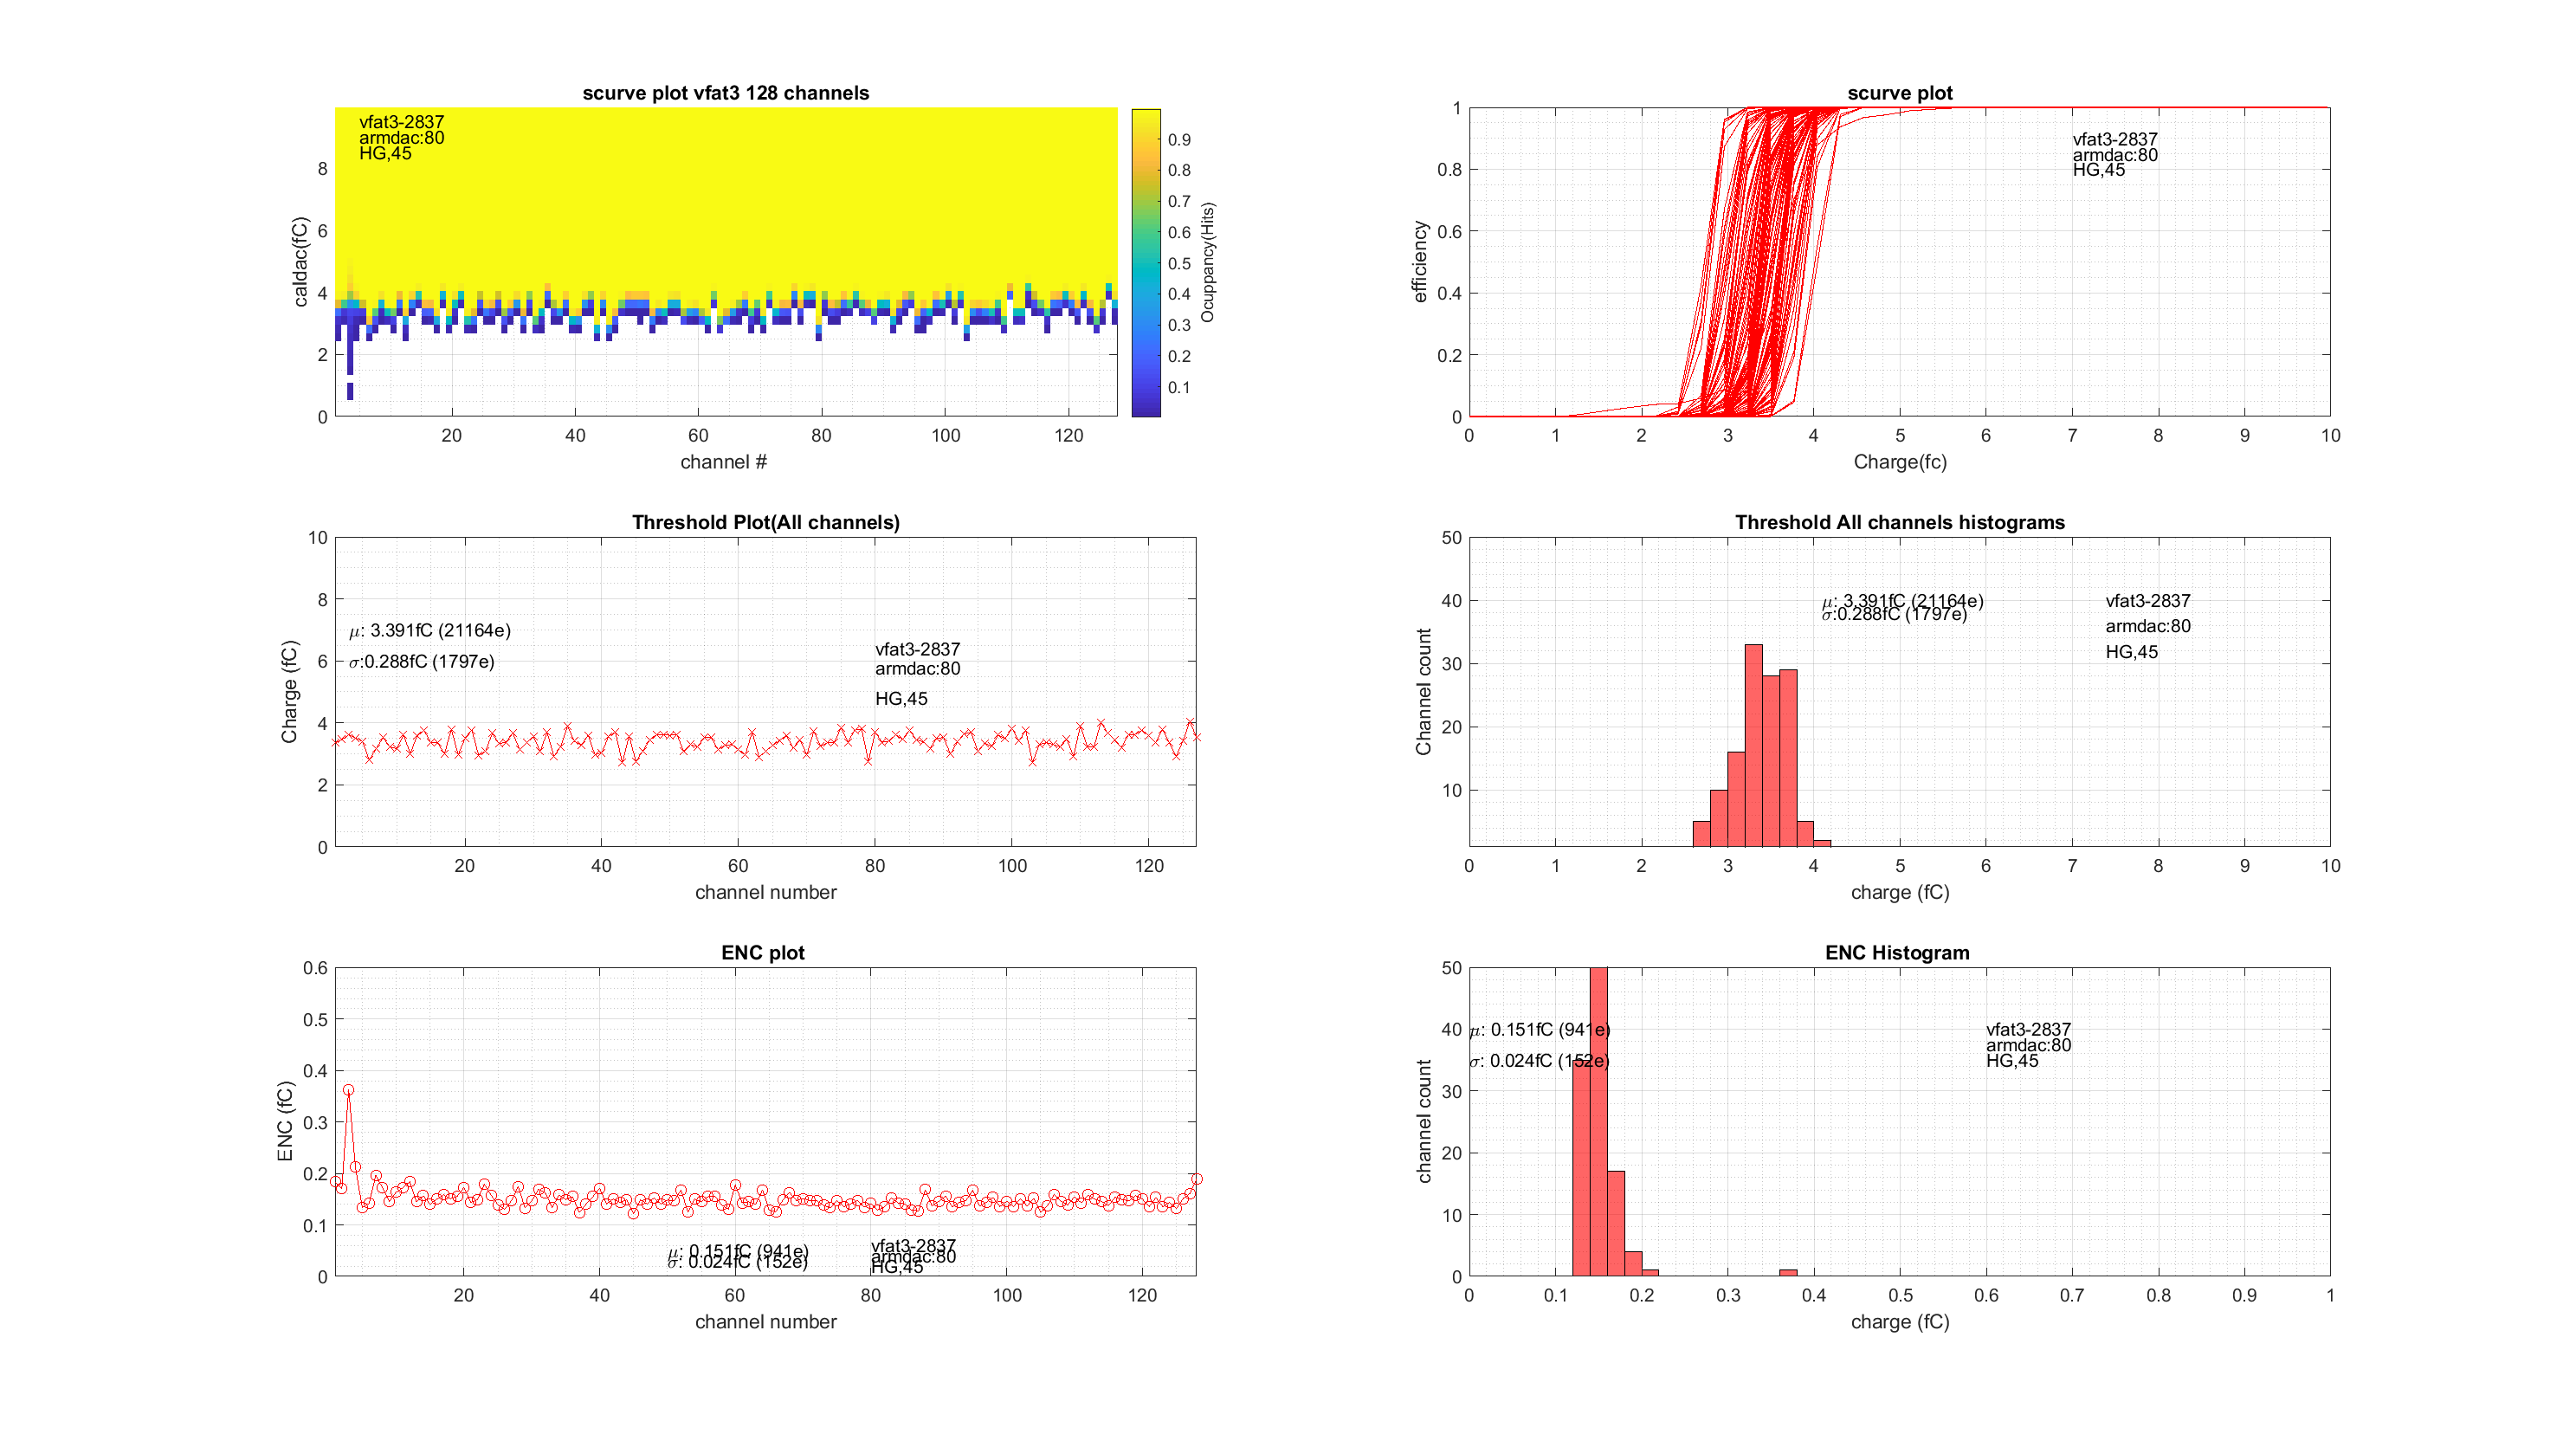 scurve plot vfat3 128 channels
vfat3-2837
armdac:80
HG,45
caldac(fC)
8
6
4
2
0
20 40 60 80 100 120
channel #
0.9
0.8
0.7
0.6
0.5
0.4
0.3
0.2
0.1
Ocuppancy(Hits)
scurve plot
vfat3-2837
armdac:80
HG,45
efficiency
1
0.8
0.6
0.4
0.2
0
0 1 2 3 4 5 6 7 8 9 10
Charge(fc)
Threshold Plot(All channels)
μ: 3.391fC (21164e)
σ:0.288fC (1797e)
vfat3-2837
armdac:80
HG,45
Charge (fC)
10
8
6
4
2
0
20 40 60 80 100 120
channel number
Threshold All channels histograms
μ: 3.391fC (21164e)
σ:0.288fC (1797e)
vfat3-2837
armdac:80
HG,45
Channel count
50
40
30
20
10
0 1 2 3 4 5 6 7 8 9 10
charge (fC)
ENC plot
ENC (fC)
0.6
0.5
0.4
0.3
0.2
0.1
0
μ: 0.151fC (941e)
σ: 0.024fC (152e)
vfat3-2837
armdac:80
HG,45
20 40 60 80 100 120
channel number
ENC Histogram
μ: 0.151fC (941e)
σ: 0.024fC (152e)
vfat3-2837
armdac:80
HG,45
channel count
50
40
30
20
10
0
0 0.1 0.2 0.3 0.4 0.5 0.6 0.7 0.8 0.9 1
charge (fC)